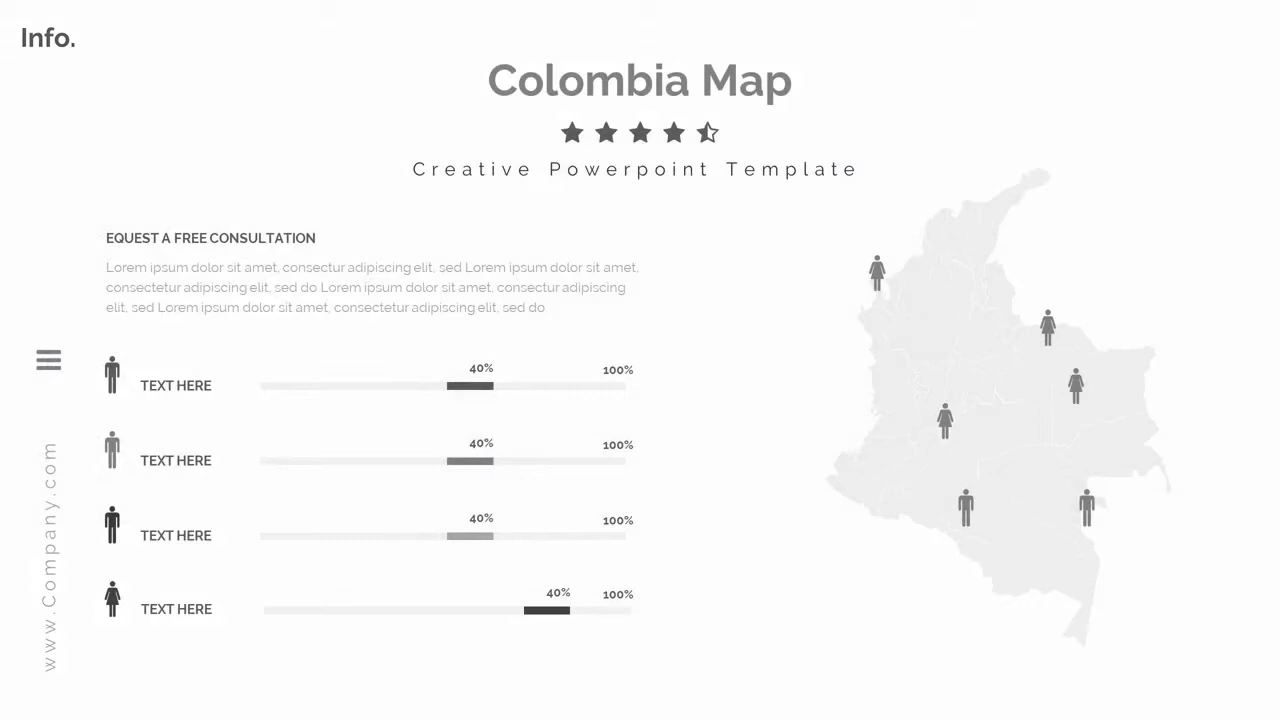 Info.
Colombia Map
Creative Powerpoint Template
EQUEST A FREE CONSULTATION
Lorem ipsum dolor sit amet, consectur adipiscing elit, sed Lorem ipsum dolor sit amet,
consectetur adipiscing elit, sed do Lorem ipsum dolor sit amet, consectur adipiscing
elit, sed Lorem ipsum dolor sit amet, consectetur adipiscing elit, sed do
TEXT HERE 40% 100%
TEXT HERE 40% 100%
TEXT HERE 40% 100%
TEXT HERE 40% 100%
www.Company.com